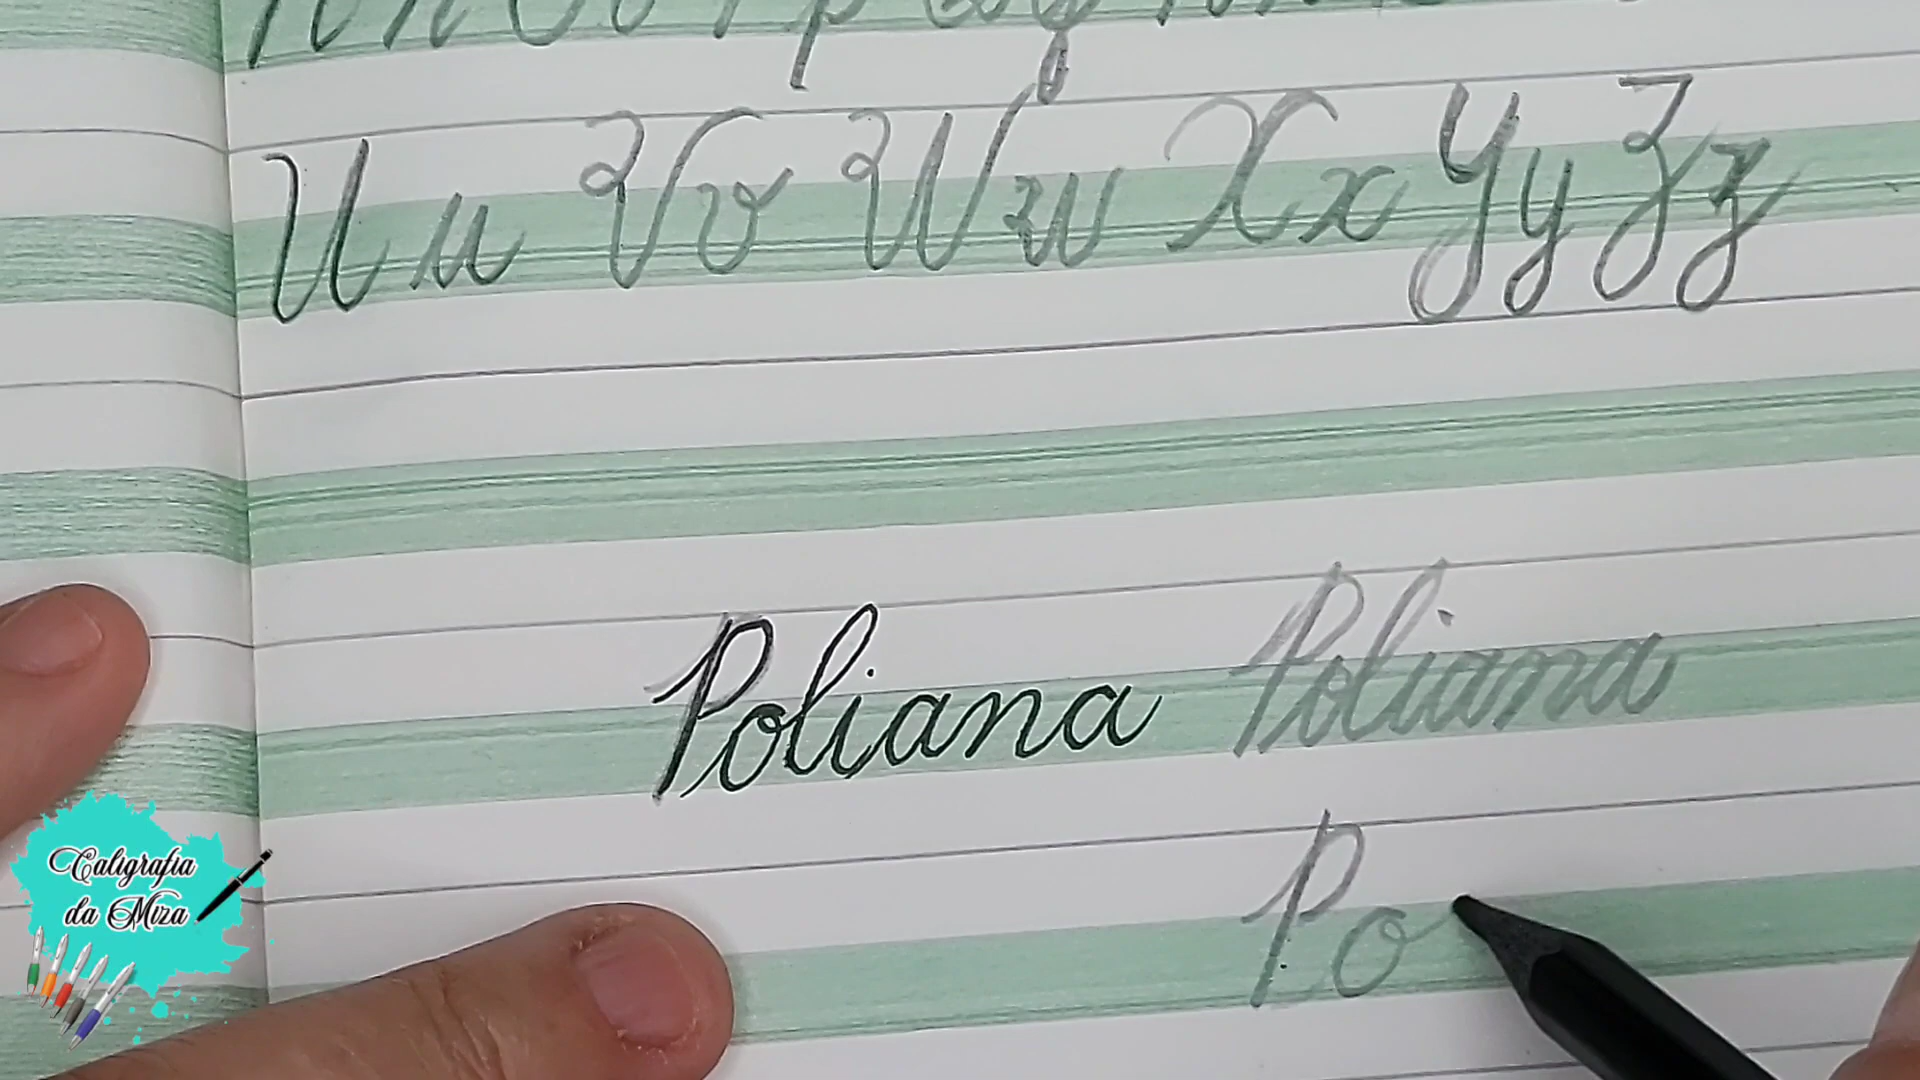 Uu Vv Ww Xx Yy Zz
Poliana Poliana
Po
Caligrafia
da Miza